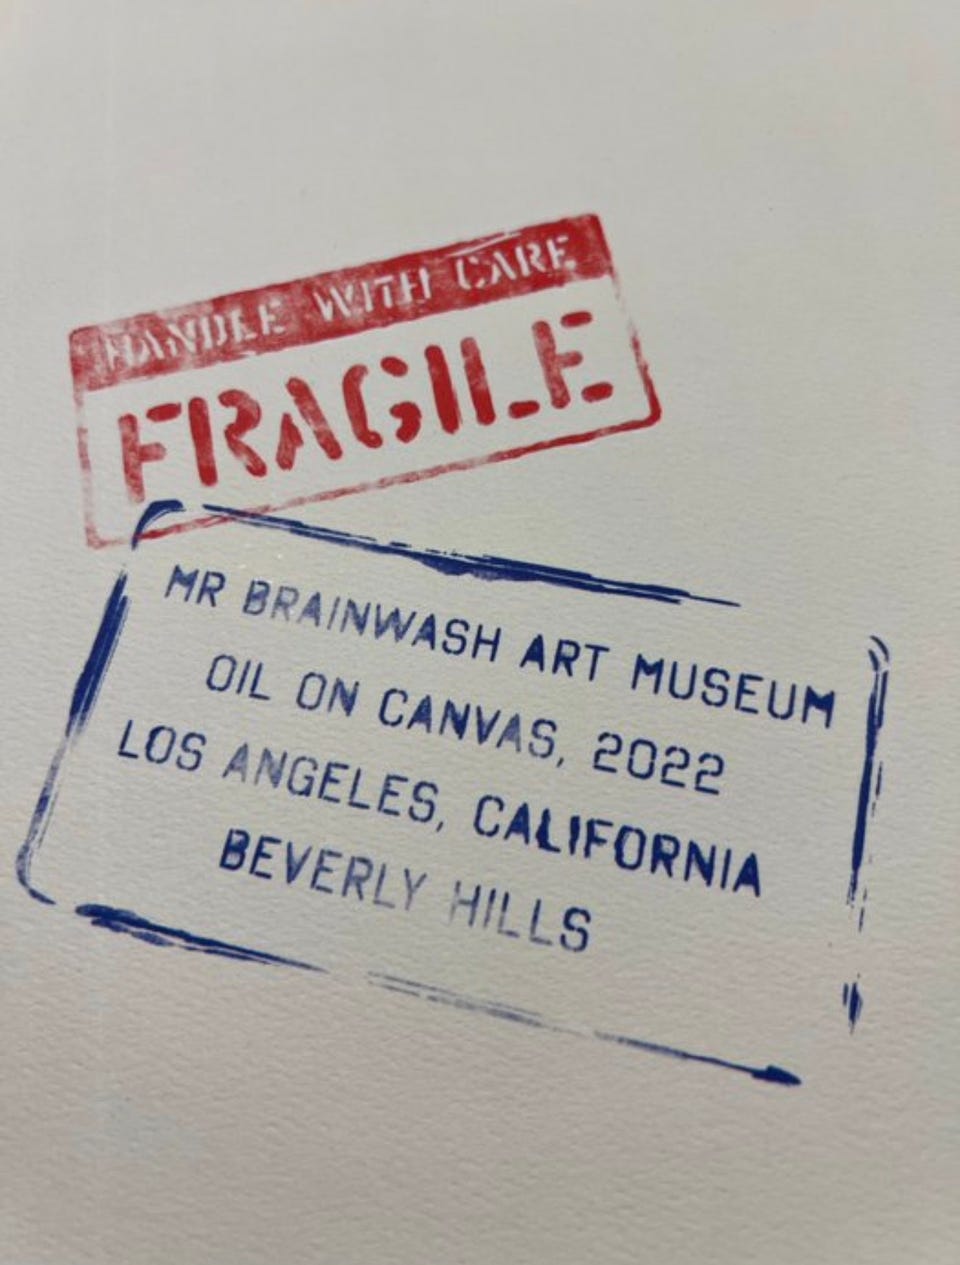 HANDLE WITH CARE
FRAGILE
MR BRAINWASH ART MUSEUM
OIL ON CANVAS, 2022
LOS ANGELES, CALIFORNIA
BEVERLY HILLS